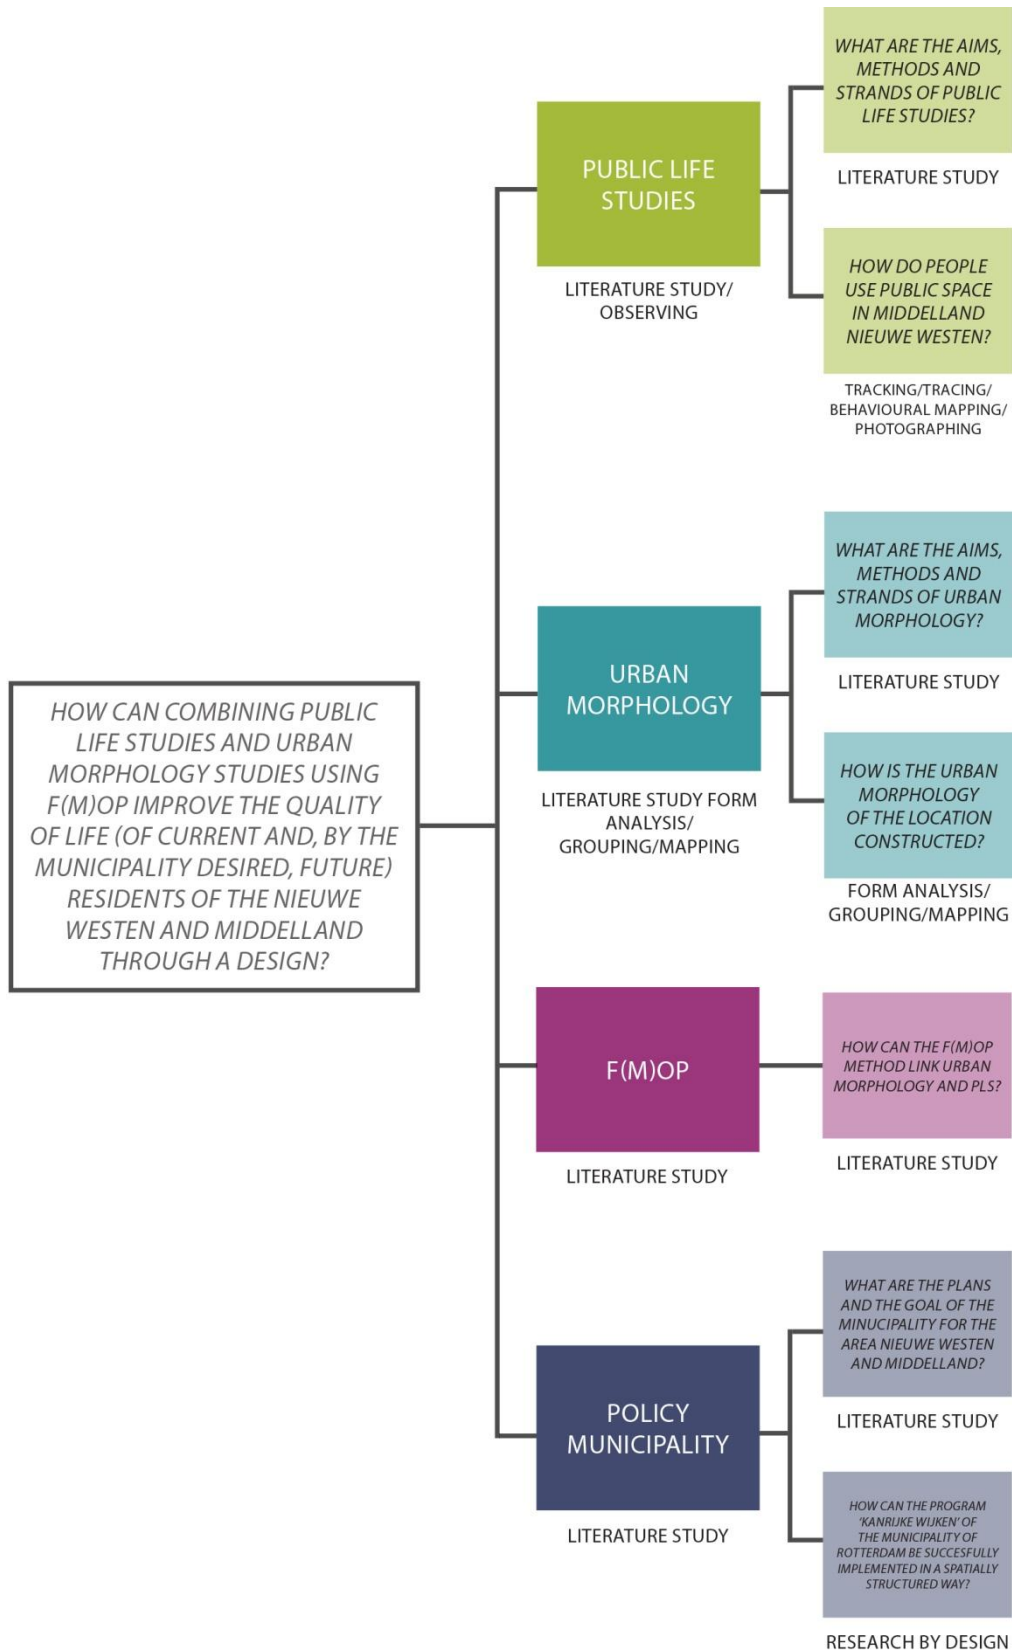 HOW CAN COMBINING PUBLIC
LIFE STUDIES AND URBAN
MORPHOLOGY STUDIES USING
F(M)OP IMPROVE THE QUALITY
OF LIFE (OF CURRENT AND, BY THE
MUNICIPALITY DESIRED, FUTURE)
RESIDENTS OF THE NIEUWE
WESTEN AND MIDDELLAND
THROUGH A DESIGN?
PUBLIC LIFE
STUDIES
LITERATURE STUDY/
OBSERVING
WHAT ARE THE AIMS,
METHODS AND
STRANDS OF PUBLIC
LIFE STUDIES?
LITERATURE STUDY
HOW DO PEOPLE
USE PUBLIC SPACE
IN MIDDELLAND
NIEUWE WESTEN?
TRACKING/TRACING/
BEHAVIOURAL MAPPING/
PHOTOGRAPHING
URBAN
MORPHOLOGY
LITERATURE STUDY FORM
ANALYSIS/
GROUPING/MAPPING
WHAT ARE THE AIMS,
METHODS AND
STRANDS OF URBAN
MORPHOLOGY?
LITERATURE STUDY
HOW IS THE URBAN
MORPHOLOGY
OF THE LOCATION
CONSTRUCTED?
FORM ANALYSIS/
GROUPING/MAPPING
F(M)OP
LITERATURE STUDY
HOW CAN THE F(M)OP
METHOD LINK URBAN
MORPHOLOGY AND PLS?
LITERATURE STUDY
POLICY
MUNICIPALITY
LITERATURE STUDY
WHAT ARE THE PLANS
AND THE GOAL OF THE
MINUCIPALITY FOR THE
AREA NIEUWE WESTEN
AND MIDDELLAND?
LITERATURE STUDY
HOW CAN THE PROGRAM
'KANRIJKE WIJKEN' OF
THE MUNICIPALITY OF
ROTTERDAM BE SUCCESFULLY
IMPLEMENTED IN A SPATIALLY
STRUCTURED WAY?
RESEARCH BY DESIGN